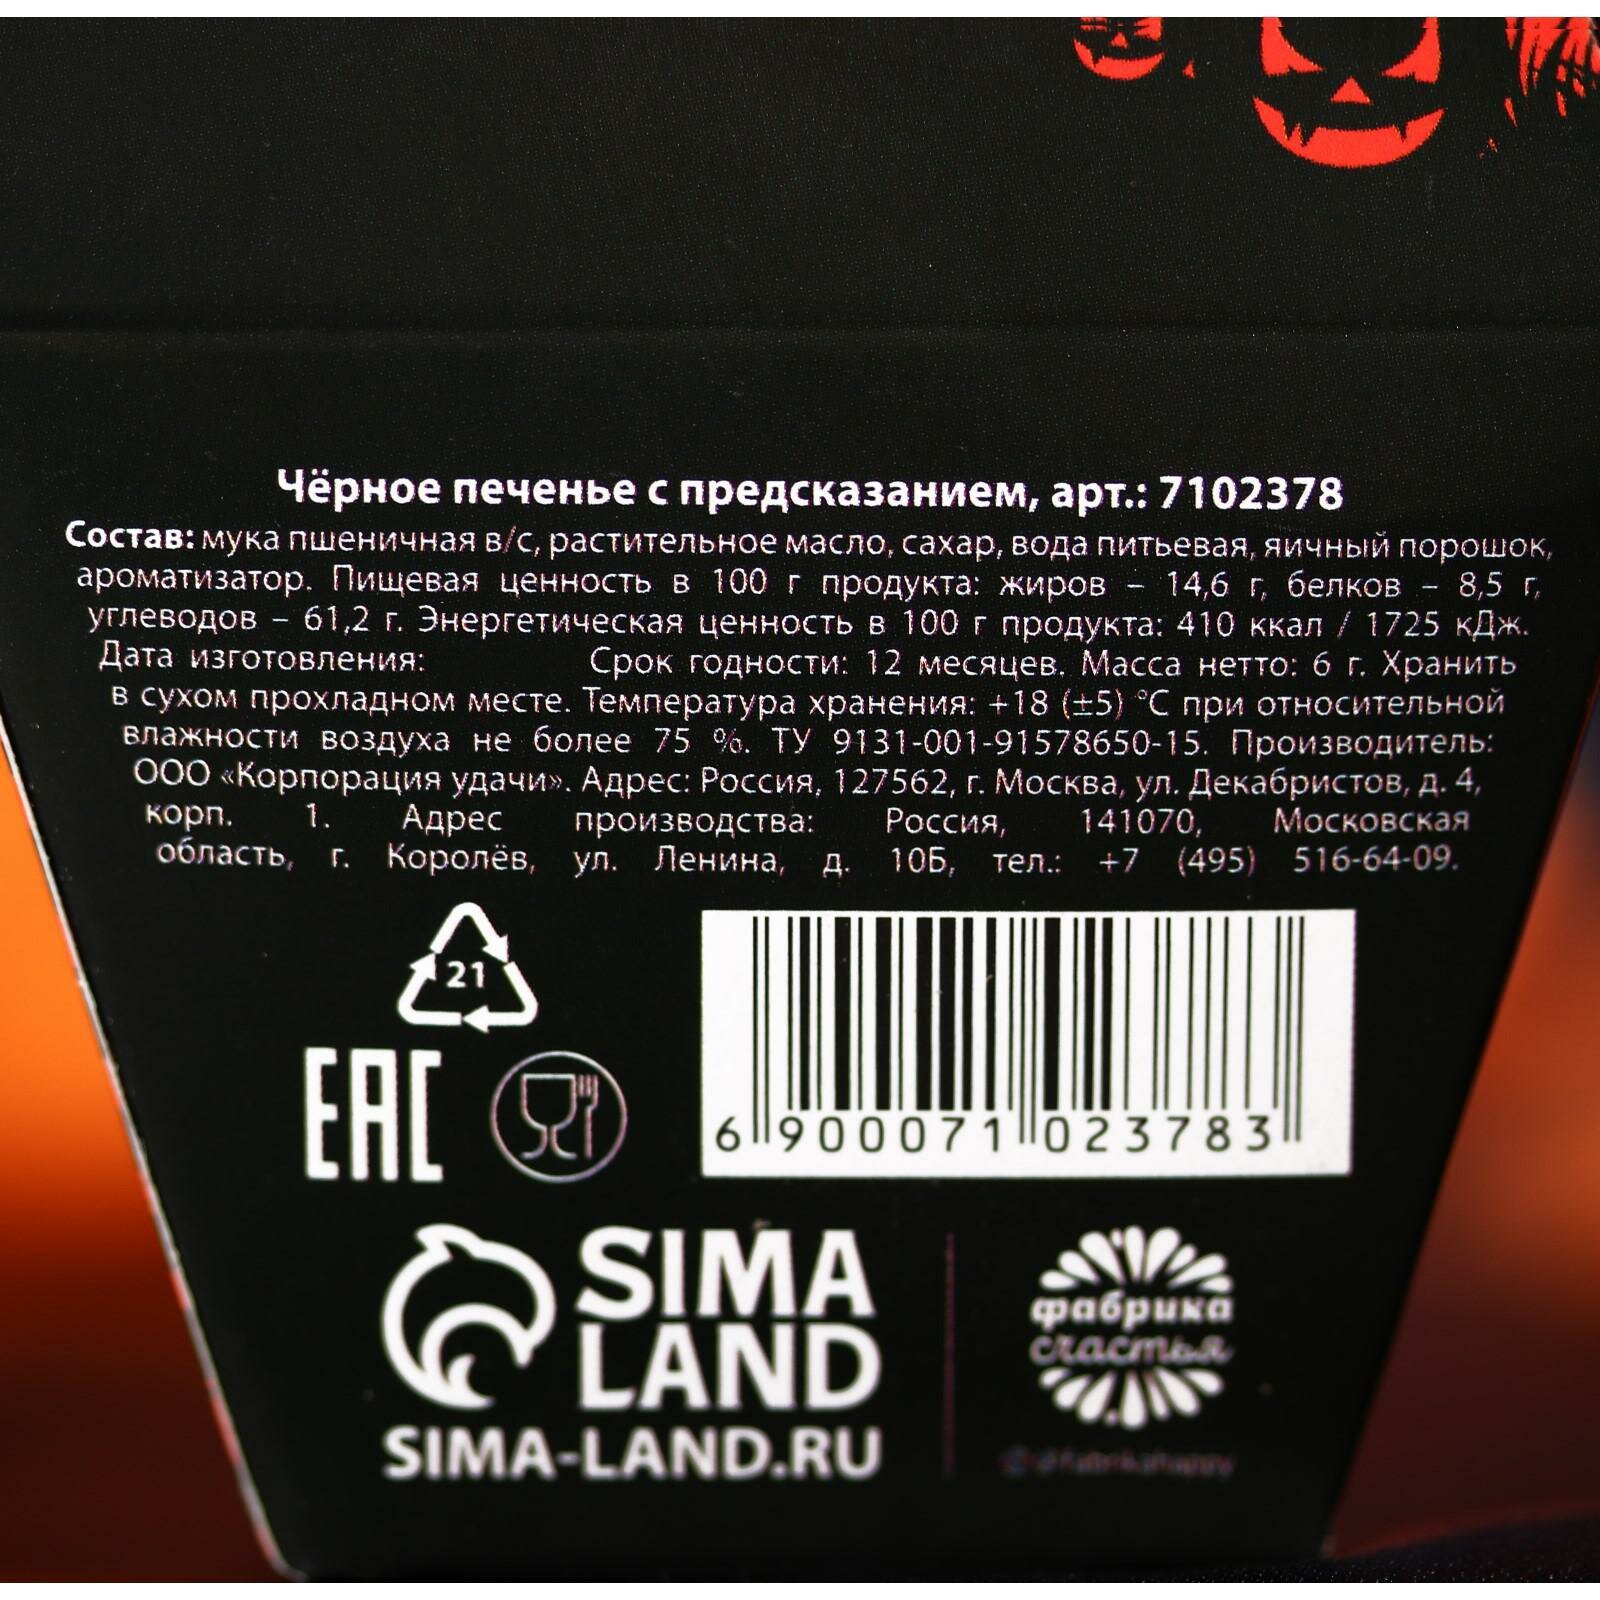 Чёрное печенье с предсказанием, арт.: 7102378
Состав: мука пшеничная в/с, растительное масло, сахар, вода питьевая, яичный порошок,
ароматизатор. Пищевая ценность в 100 г продукта: жиров – 14,6 г, белков – 8,5 г,
углеводов – 61,2 г. Энергетическая ценность в 100 г продукта: 410 ккал / 1725 кДж.
Дата изготовления: Срок годности: 12 месяцев. Масса нетто: 6 г. Хранить
в сухом прохладном месте. Температура хранения: +18 (±5) °С при относительной
влажности воздуха не более 75 %. ТУ 9131-001-91578650-15. Производитель:
ООО «Корпорация удачи». Адрес: Россия, 127562, г. Москва, ул. Декабристов, д. 4,
корп. 1. Адрес производства: Россия, 141070, Московская
область, г. Королёв, ул. Ленина, д. 10Б, тел.: +7 (495) 516-64-09.
21
EAC
6 900071 023783
SIMA
LAND
SIMA-LAND.RU
фабрика
счастья
@fabrikahappy